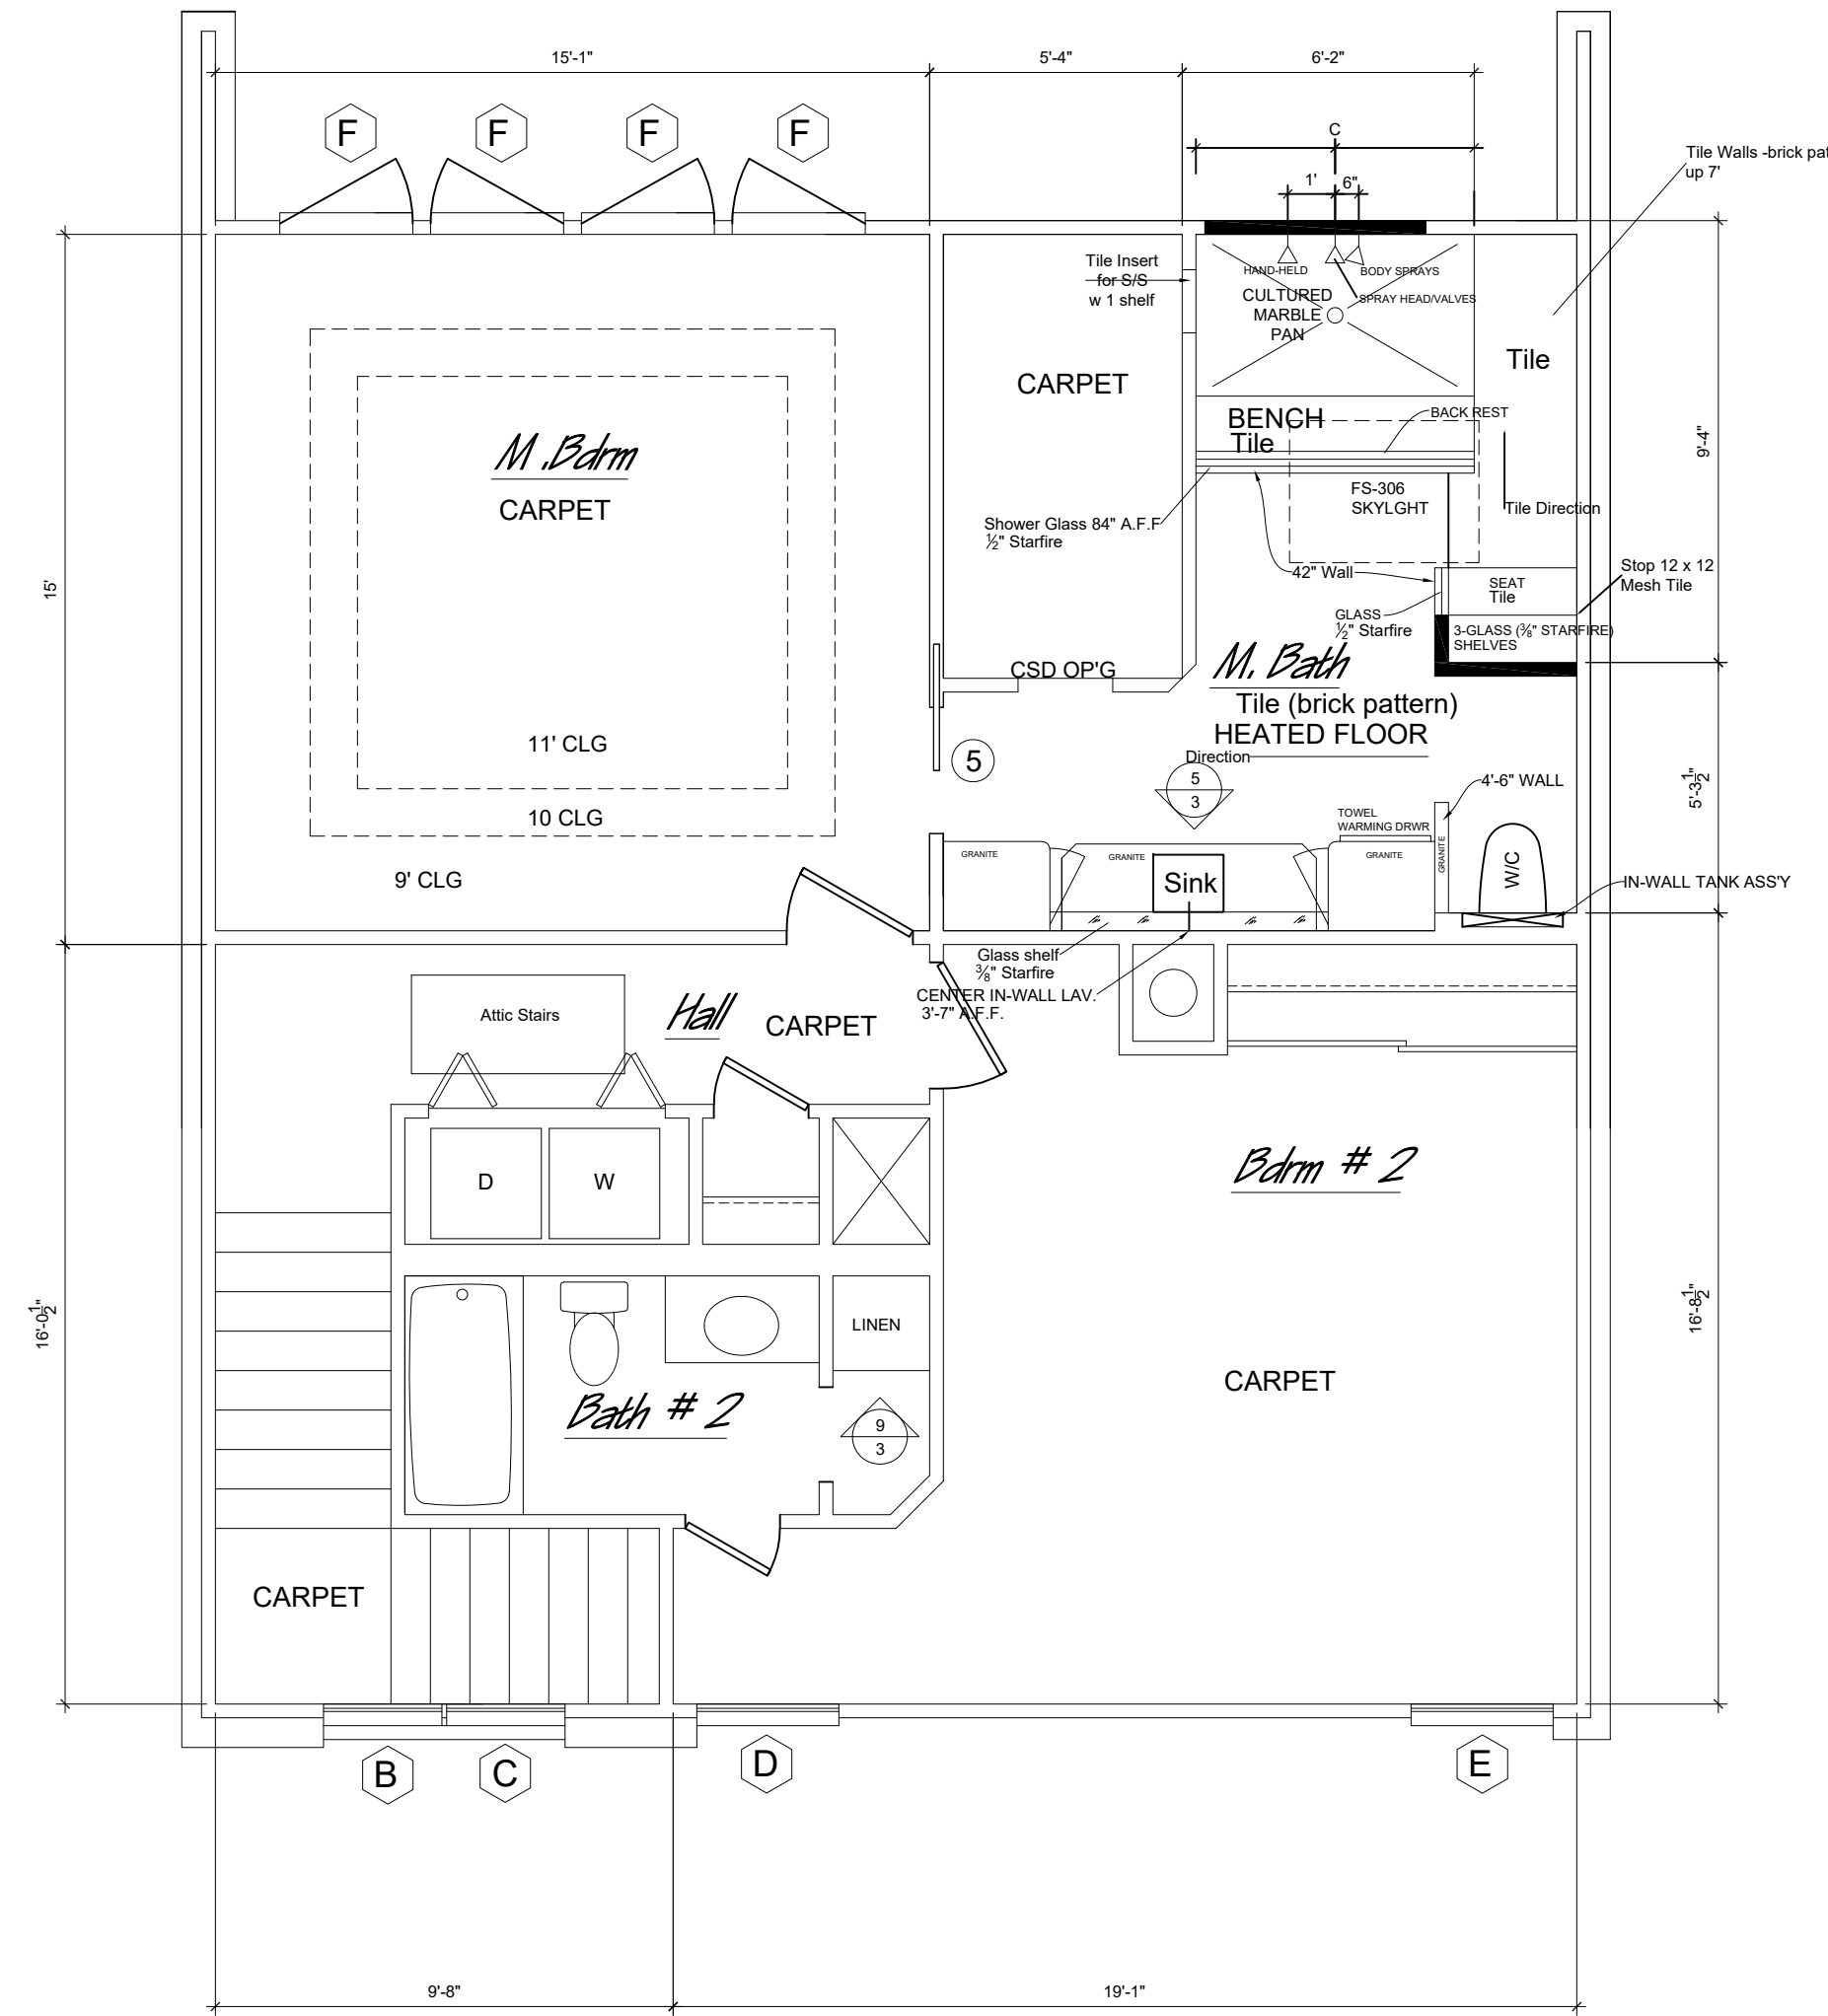 15'-1"
5'-4"
6'-2"
F
F
F
F
C
Tile Walls -brick pat
up 7'
1'
6"
Tile Insert
for S/S
w 1 shelf
HAND-HELD
BODY SPRAYS
SPRAY HEAD/VALVES
CULTURED
MARBLE
PAN
Tile
CARPET
BENCH
Tile
BACK REST
M.Bdrm
CARPET
9'-4"
FS-306
SKYLGHT
Tile Direction
Shower Glass 84" A.F.F
½" Starfire
42" Wall
Stop 12 x 12
Mesh Tile
SEAT
Tile
15'
GLASS
½" Starfire
3-GLASS (⅜" STARFIRE)
SHELVES
CSD OP'G
M. Bath
Tile (brick pattern)
HEATED FLOOR
Direction
11' CLG
5
5
3
4'-6" WALL
5'-3½"
10 CLG
TOWEL
WARMING DRWR
GRANITE
GRANITE
GRANITE
GRANITE
9' CLG
Sink
W/C
IN-WALL TANK ASS'Y
Glass shelf
⅜" Starfire
CENTER IN-WALL LAV.
3'-7" A.F.F.
Attic Stairs
Hall
CARPET
D
W
Bdrm # 2
16'-0½"
16'-8½"
LINEN
CARPET
Bath # 2
9
3
CARPET
B
C
D
E
9'-8"
19'-1"